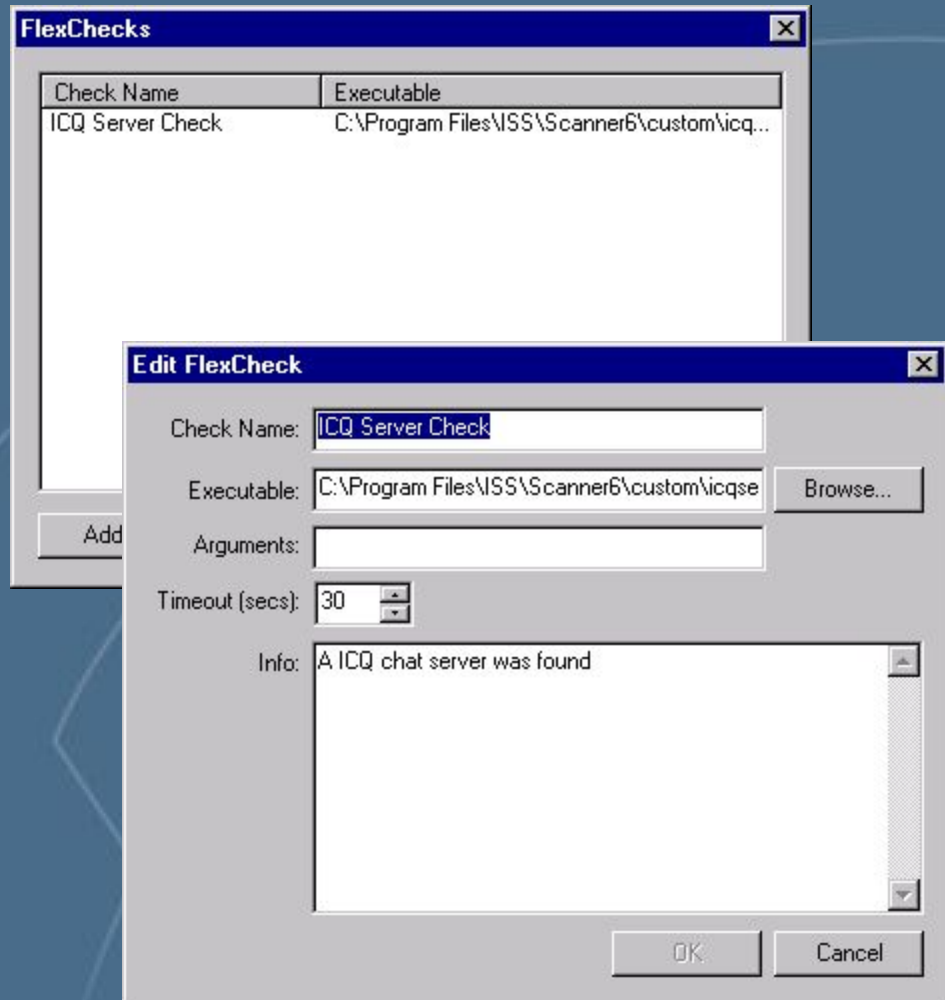 FlexChecks
Check Name Executable
ICQ Server Check C:\Program Files\ISS\Scanner6\custom\icq...
Add
Edit FlexCheck
Check Name: ICQ Server Check
Executable: C:\Program Files\ISS\Scanner6\custom\icqse Browse...
Arguments:
Timeout (secs): 30
Info: A ICQ chat server was found
OK Cancel